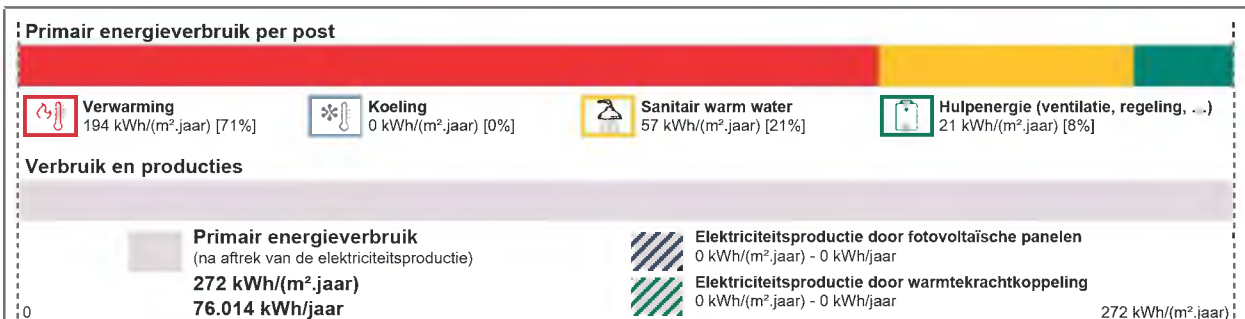 Primair energieverbruik per post
Verwarming
194 kWh/(m².jaar) [71%]
Koeling
0 kWh/(m².jaar) [0%]
Sanitair warm water
57 kWh/(m².jaar) [21%]
Hulpenergie (ventilatie, regeling, ...)
21 kWh/(m².jaar) [8%]
Verbruik en producties
Primair energieverbruik
(na aftrek van de elektriciteitsproductie)
272 kWh/(m².jaar)
76.014 kWh/jaar
Elektriciteitsproductie door fotovoltaïsche panelen
0 kWh/(m².jaar) - 0 kWh/jaar
Elektriciteitsproductie door warmtekrachtkoppeling
0 kWh/(m².jaar) - 0 kWh/jaar
0
272 kWh/(m².jaar)